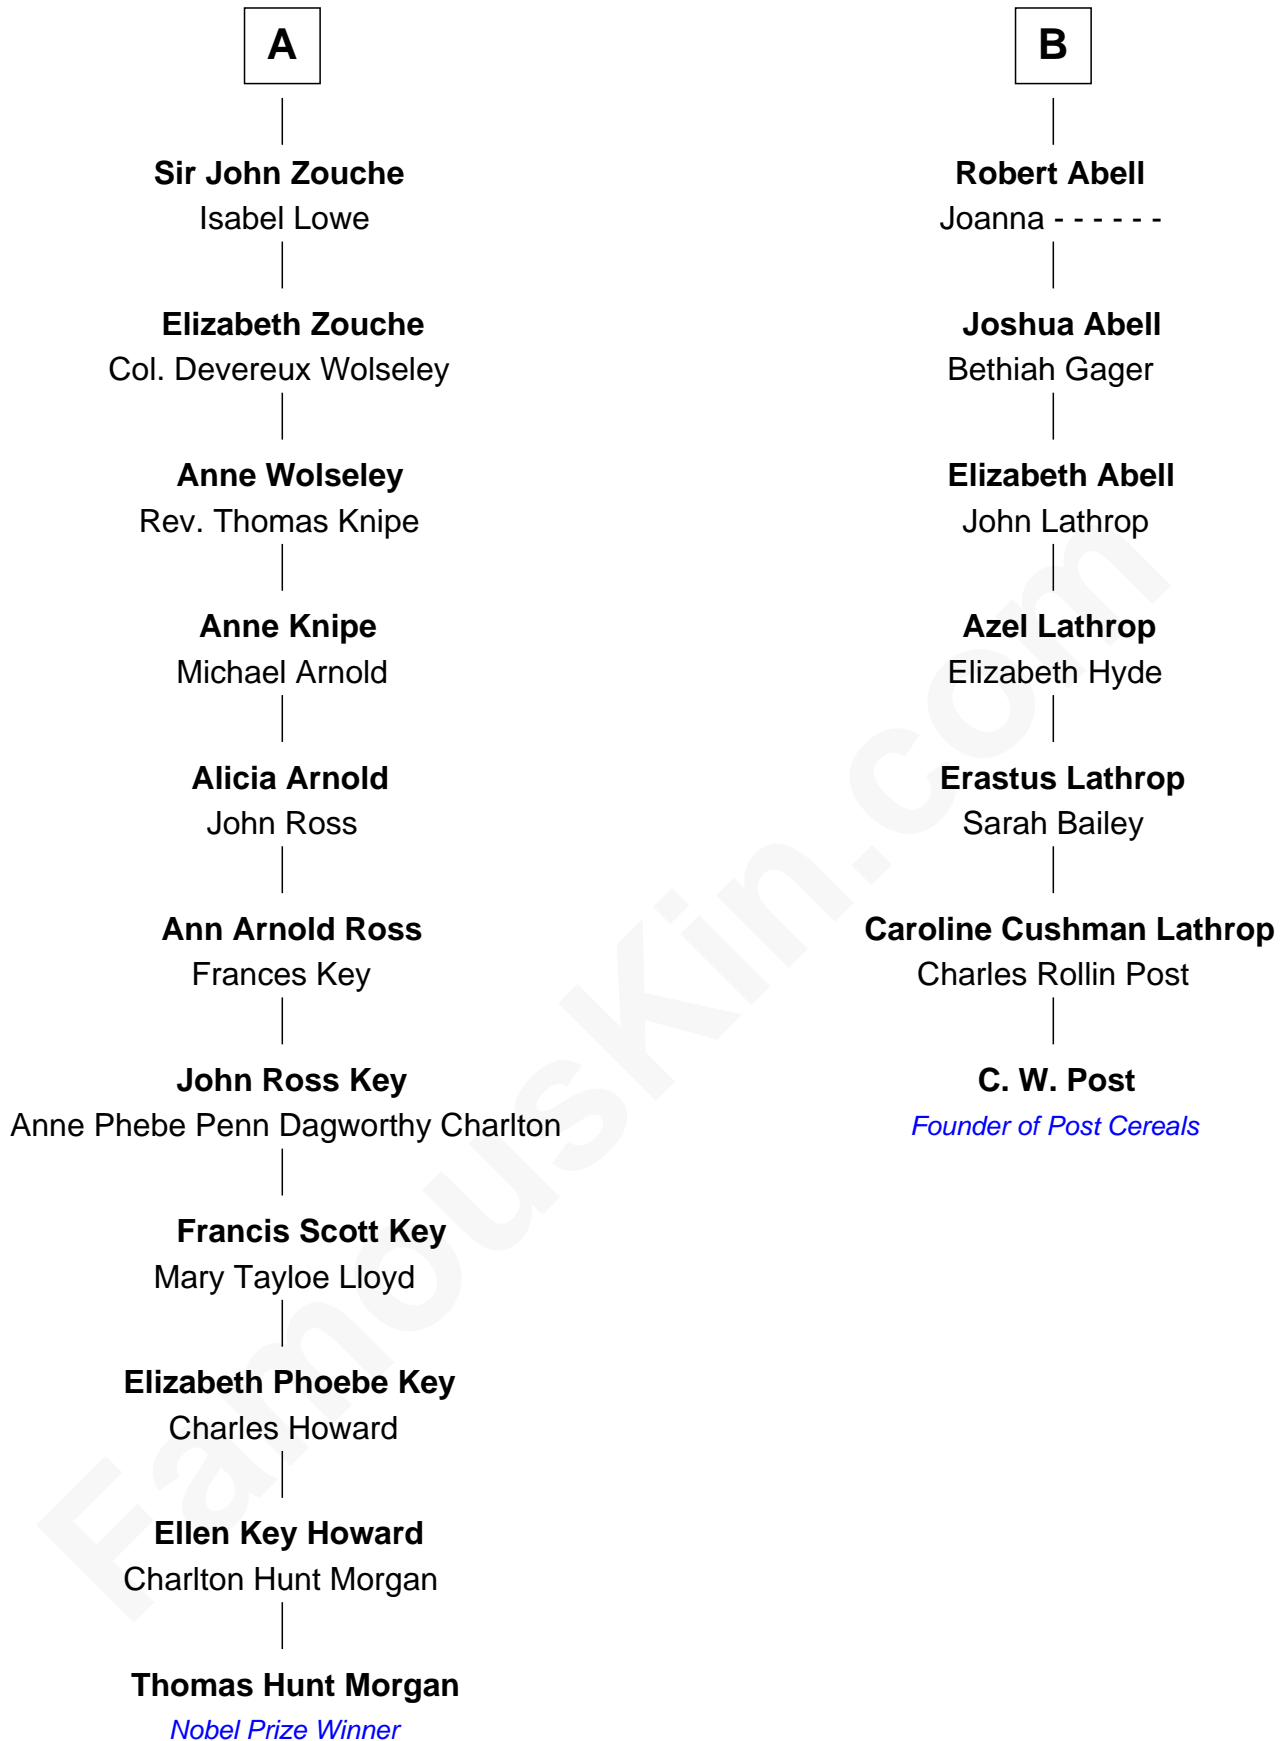 A
Sir John Zouche
Isabel Lowe
Elizabeth Zouche
Col. Devereux Wolseley
Anne Wolseley
Rev. Thomas Knipe
Anne Knipe
Michael Arnold
Alicia Arnold
John Ross
Ann Arnold Ross
Frances Key
John Ross Key
Anne Phebe Penn Dagworthy Charlton
Francis Scott Key
Mary Tayloe Lloyd
Elizabeth Phoebe Key
Charles Howard
Ellen Key Howard
Charlton Hunt Morgan
Thomas Hunt Morgan
Nobel Prize Winner
B
Robert Abell
Joanna - - - - - -
Joshua Abell
Bethiah Gager
Elizabeth Abell
John Lathrop
Azel Lathrop
Elizabeth Hyde
Erastus Lathrop
Sarah Bailey
Caroline Cushman Lathrop
Charles Rollin Post
C. W. Post
Founder of Post Cereals
FamousKin.com